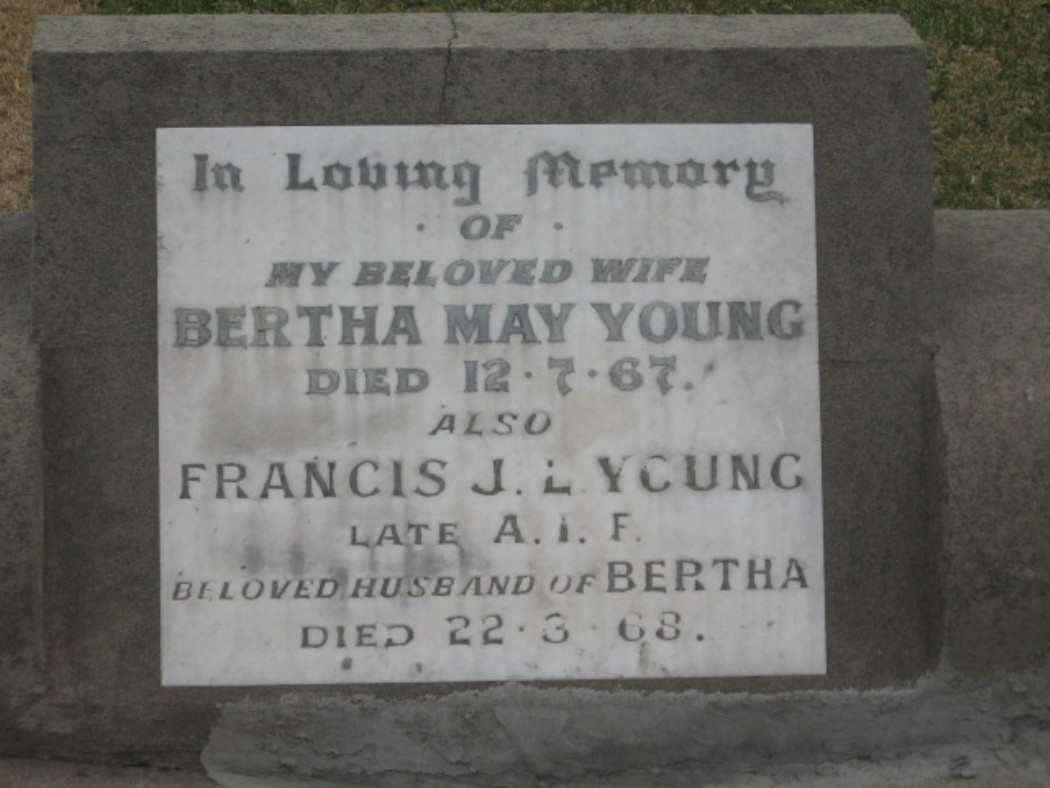 In Loving Memory
· OF ·
MY BELOVED WIFE
BERTHA MAY YOUNG
DIED 12·7·67.
ALSO
FRANCIS J. L. YOUNG
LATE A. I. F.
BELOVED HUSBAND OF BERTHA
DIED 22·3·68.